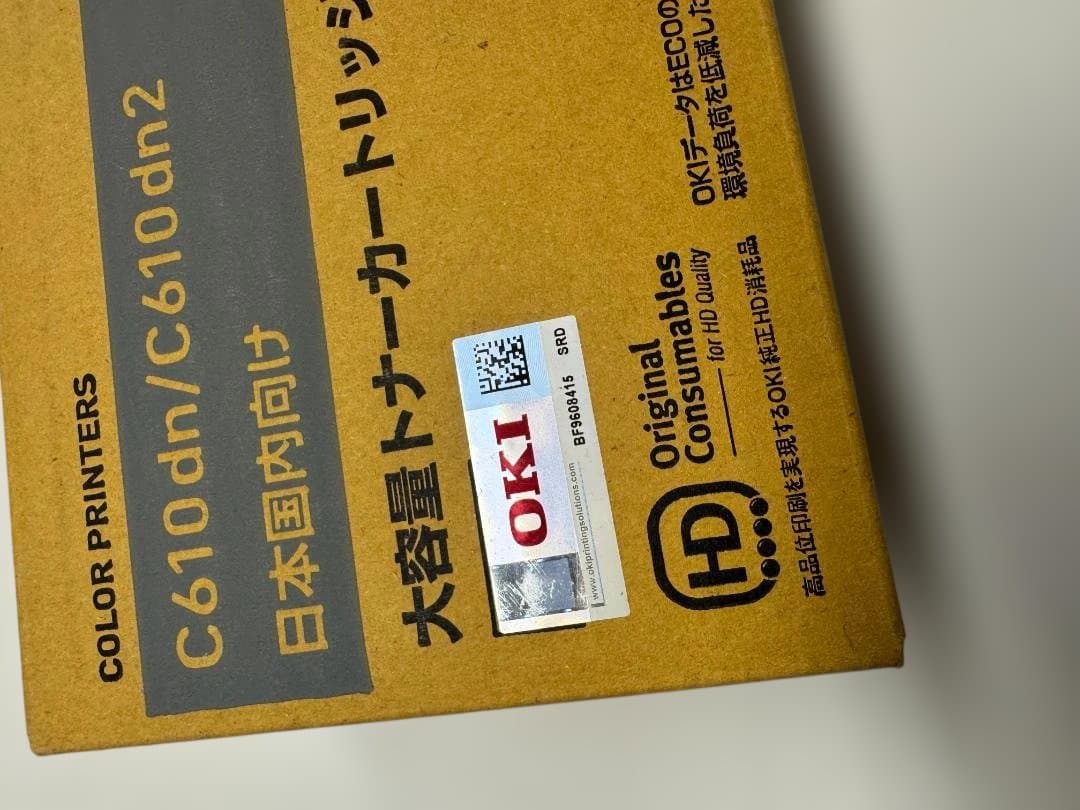 COLOR PRINTERS
C610dn/C610dn2
日本国内向け
大容量トナーカートリッジ
OKI
www.okiprintingsolutions.com
BF9608415 SRD
HD
Original
Consumables
for HD Quality
高品位印刷を実現するOKI純正HD消耗品
OKIデータはECOの
環境負荷を低減した